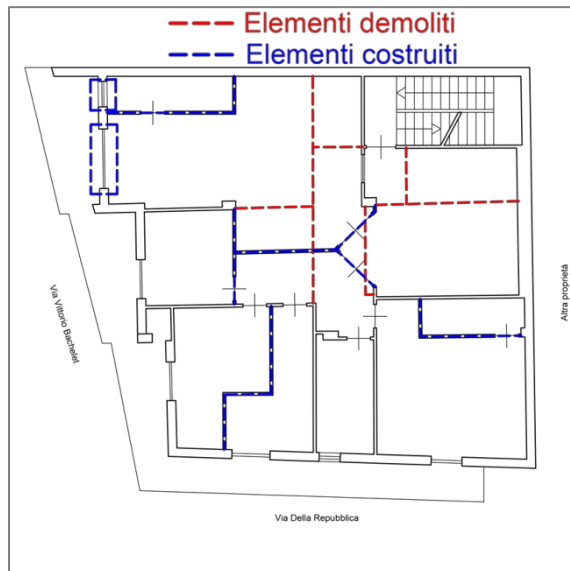 Elementi demoliti
Elementi costruiti
Via Vittorio Bachelet
Altra proprietà
Via Della Repubblica